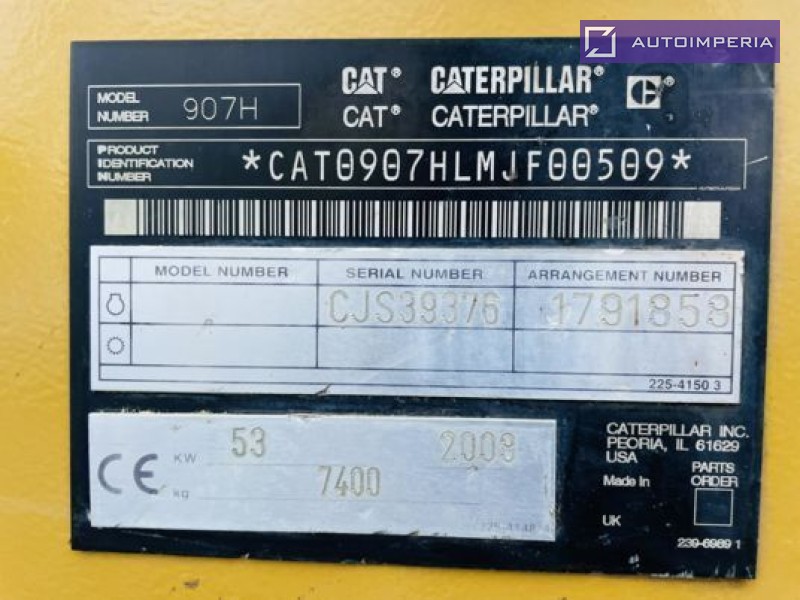 AUTOIMPERIA
MODEL NUMBER 907H
CAT® CATERPILLAR®
CAT® CATERPILLAR®
PRODUCT IDENTIFICATION NUMBER *CAT0907HLMJF00509*
MODEL NUMBER SERIAL NUMBER ARRANGEMENT NUMBER
CJS39376 1791853
225-4150 3
CE KW 53 2008
kg 7400
CATERPILLAR INC.
PEORIA, IL 61629
USA
Made In PARTS ORDER
UK
239-6989 1